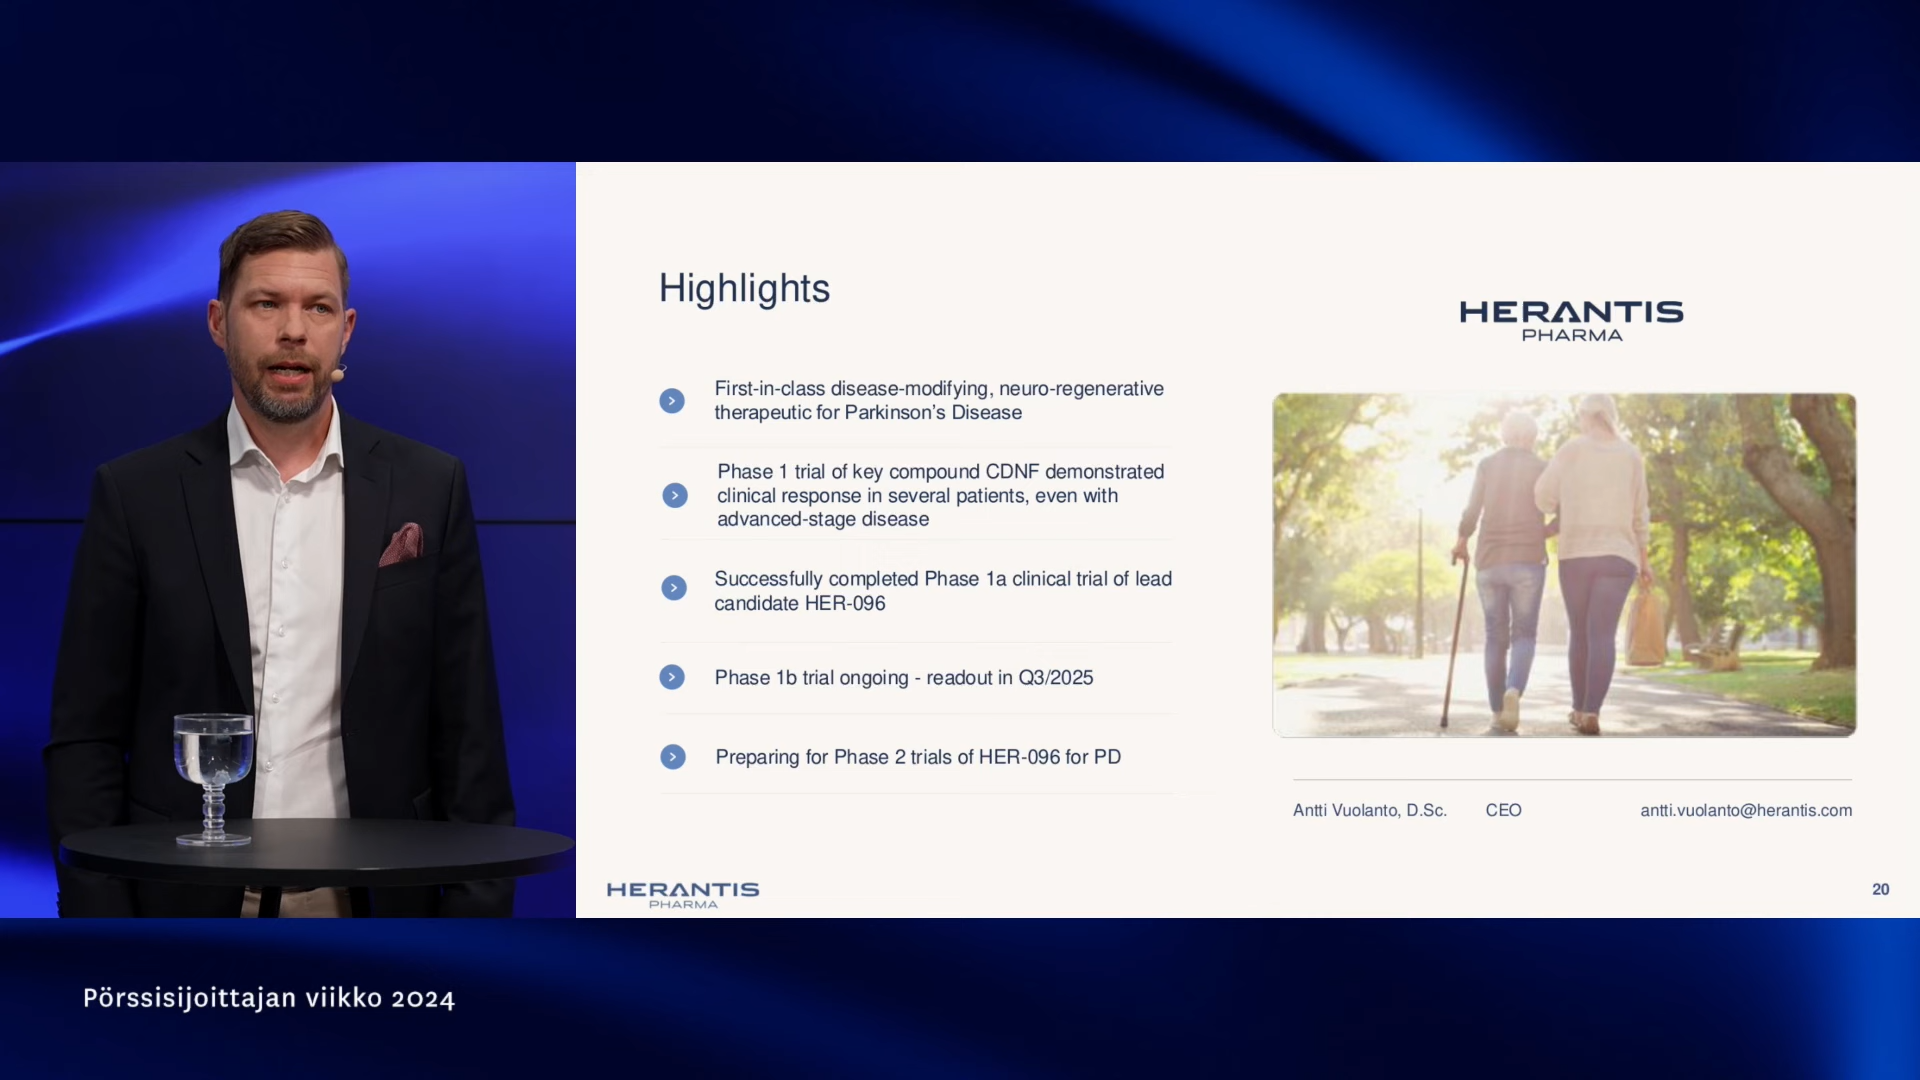 Highlights
HERANTIS
PHARMA
First-in-class disease-modifying, neuro-regenerative
therapeutic for Parkinson’s Disease
Phase 1 trial of key compound CDNF demonstrated
clinical response in several patients, even with
advanced-stage disease
Successfully completed Phase 1a clinical trial of lead
candidate HER-096
Phase 1b trial ongoing - readout in Q3/2025
Preparing for Phase 2 trials of HER-096 for PD
Antti Vuolanto, D.Sc. CEO antti.vuolanto@herantis.com
HERANTIS
PHARMA
20
Pörssisijoittajan viikko 2024